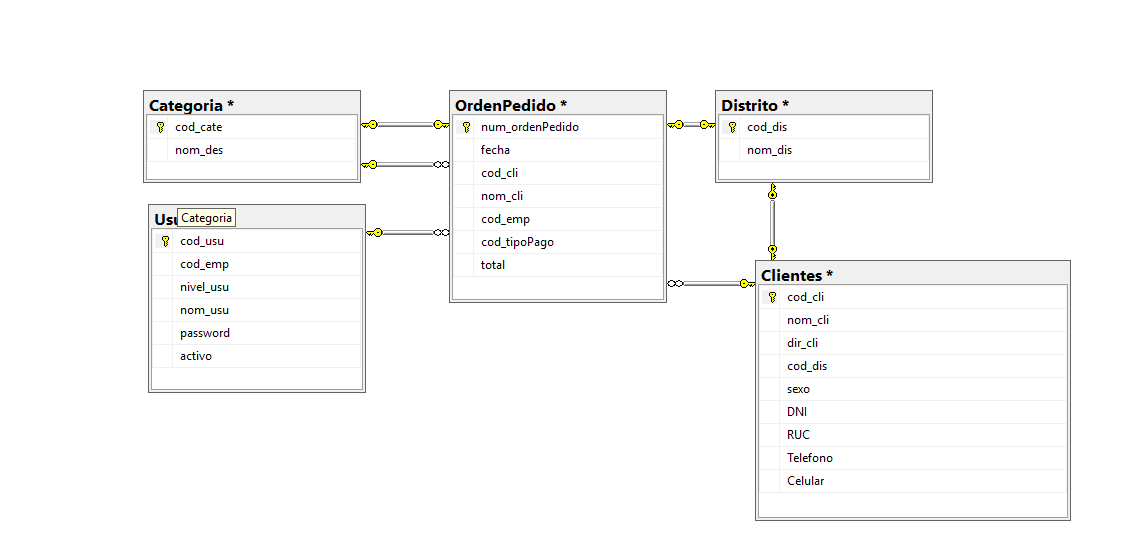 Categoria *
cod_cate
nom_des
OrdenPedido *
num_ordenPedido
fecha
cod_cli
nom_cli
cod_emp
cod_tipoPago
total
Distrito *
cod_dis
nom_dis
Categoria
cod_usu
cod_emp
nivel_usu
nom_usu
password
activo
Clientes *
cod_cli
nom_cli
dir_cli
cod_dis
sexo
DNI
RUC
Telefono
Celular